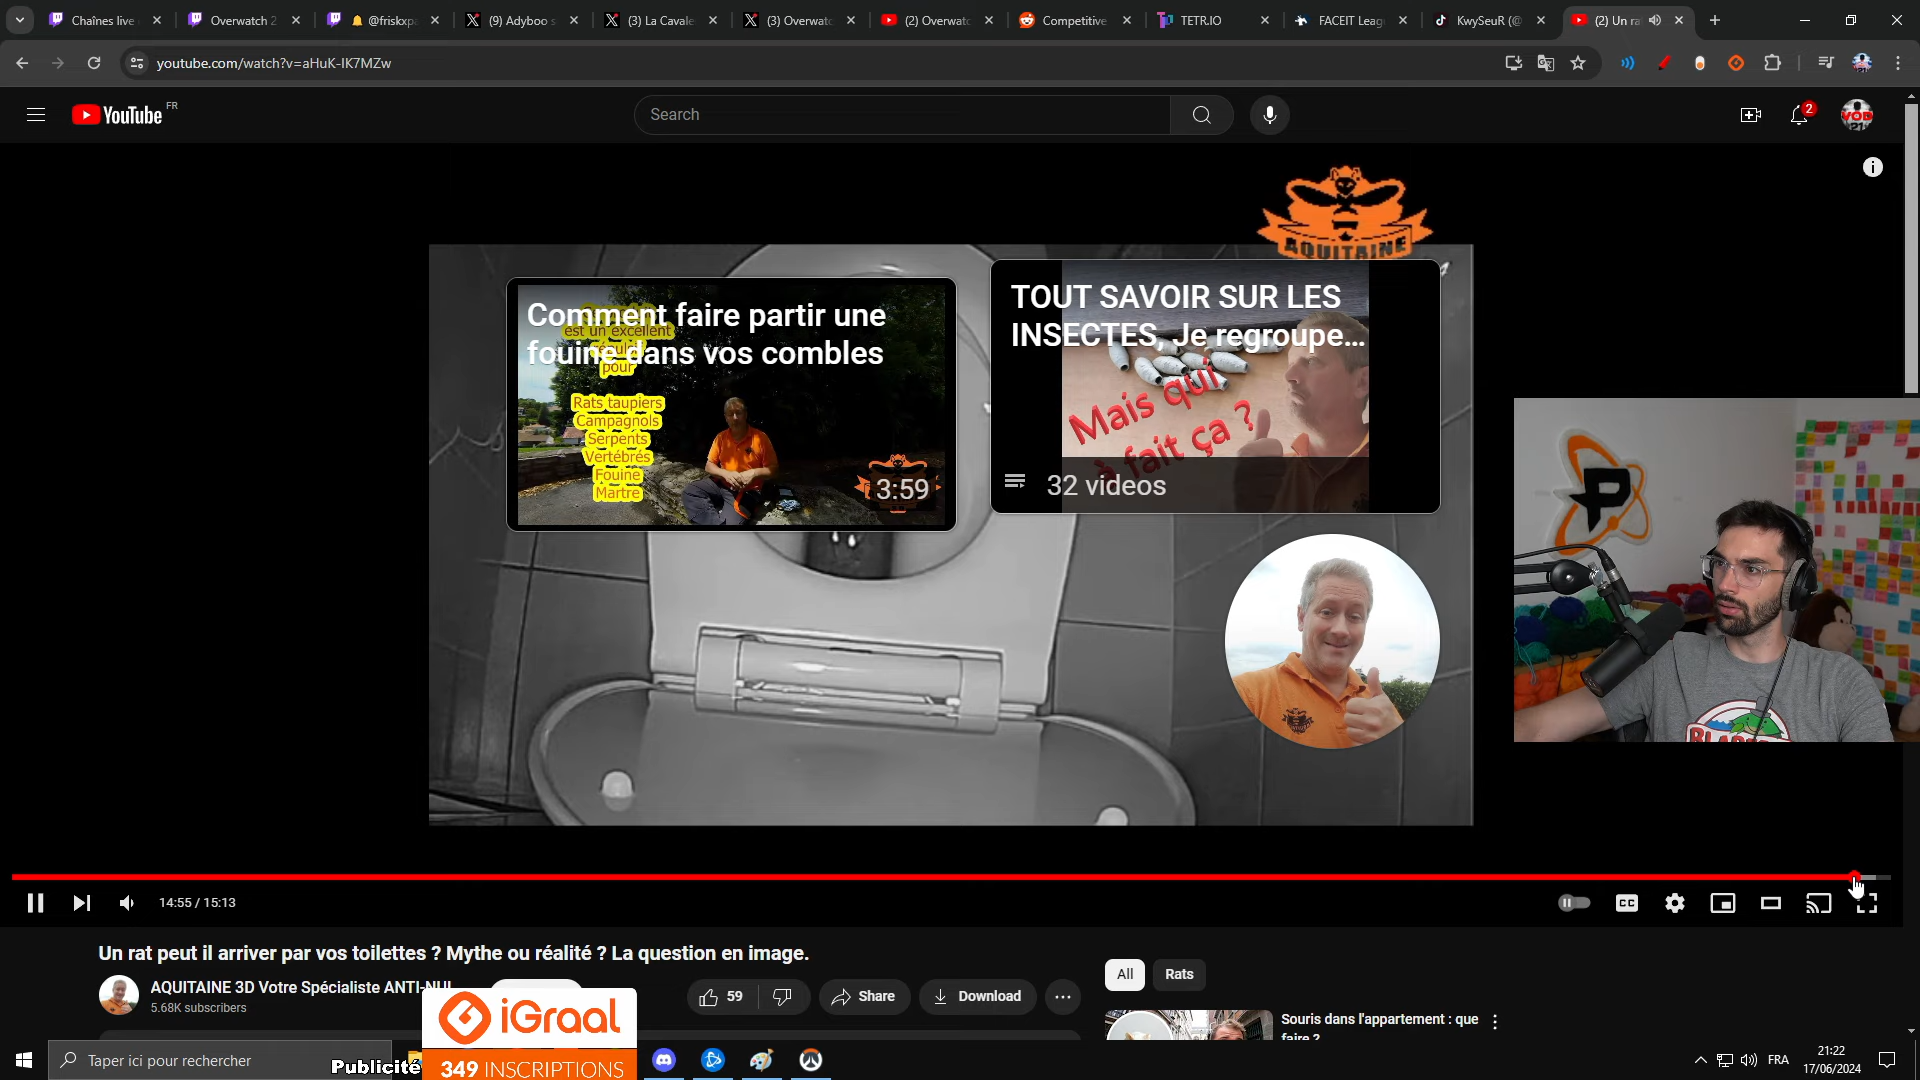 Chaînes live
Overwatch 2
@friskxp
(9) Adyboo s
(3) La Cavale
(3) Overwatc
(2) Overwatc
Competitive
TETR.IO
FACEIT Leag
KwySeuR (@
(2) Un ra
youtube.com/watch?v=aHuK-IK7MZw
YouTube FR
Search
2
VOD
AQUITAINE
Comment faire partir une
fouine dans vos combles
est un excellent
pour
Rats taupiers
Campagnols
Serpents
Vertébrés
Fouine
Martre
3:59
TOUT SAVOIR SUR LES
INSECTES, Je regroupe...
Mais qui
à fait ça ?
32 videos
14:55 / 15:13
CC
Un rat peut il arriver par vos toilettes ? Mythe ou réalité ? La question en image.
AQUITAINE 3D Votre Spécialiste ANTI-NUI
5.68K subscribers
59
Share
Download
All
Rats
Souris dans l'appartement : que
faire ?
iGraal
349 INSCRIPTIONS
Publicité
Taper ici pour rechercher
FRA
21:22
17/06/2024